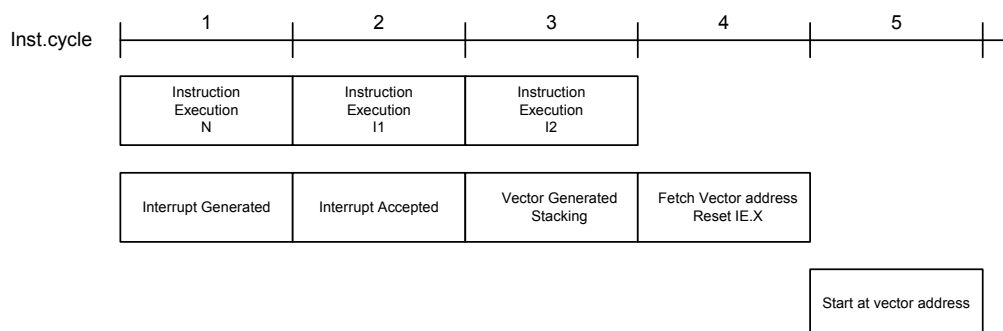 Inst.cycle 1 2 3 4 5
Instruction
Execution
N
Instruction
Execution
I1
Instruction
Execution
I2
Interrupt Generated
Interrupt Accepted
Vector Generated
Stacking
Fetch Vector address
Reset IE.X
Start at vector address